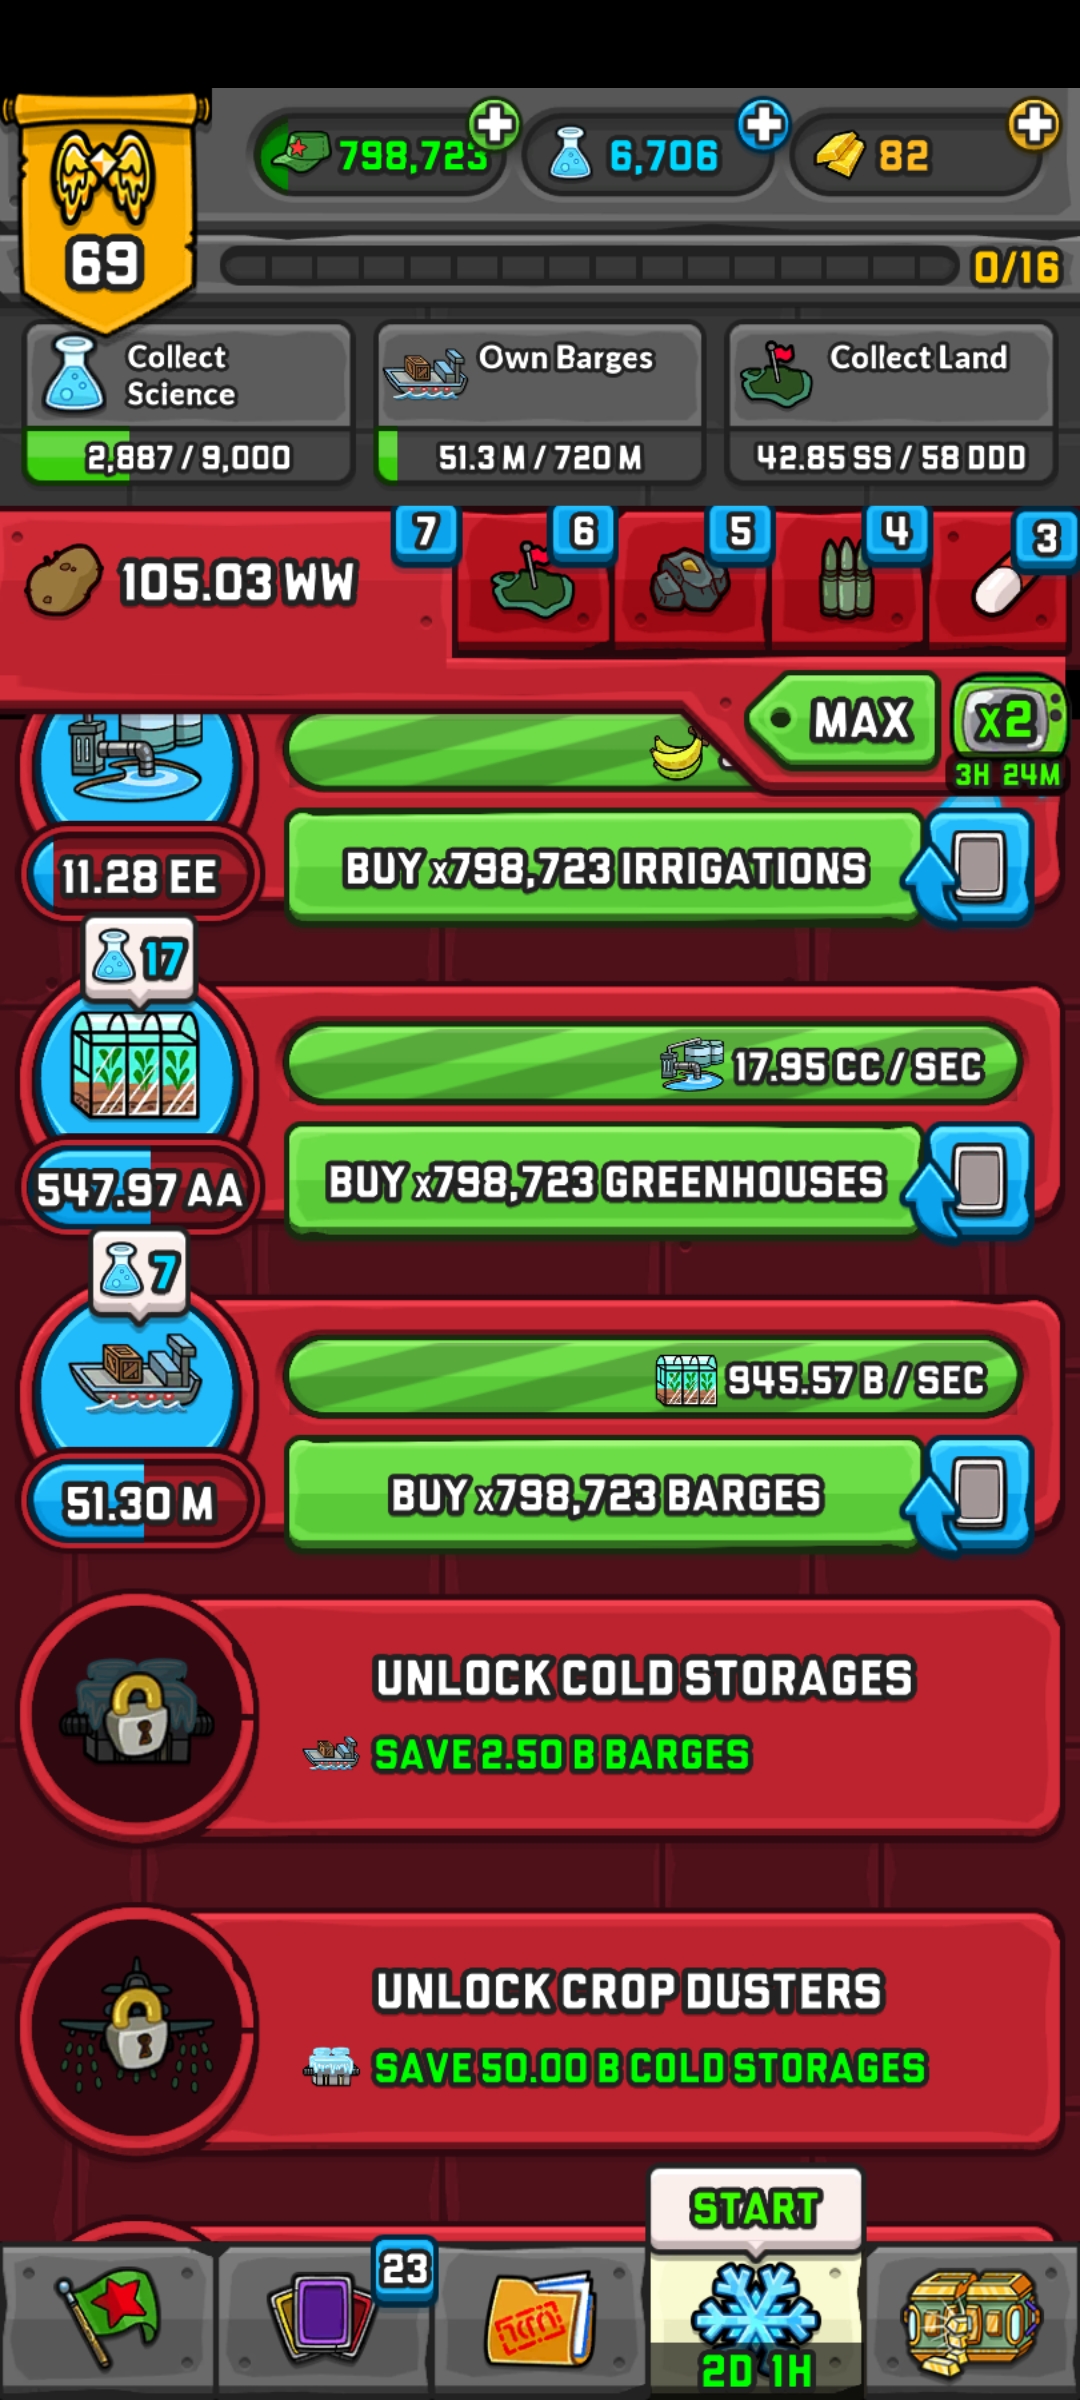 798,723
6,706
82
69
0/16
Collect
Science
2,887 / 9,000
Own Barges
51.3 M / 720 M
Collect Land
42.85 SS / 58 DDD
105.03 WW
7
6
5
4
3
MAX
x2
3H 24M
11.28 EE
BUY x798,723 IRRIGATIONS
17
17.95 CC / SEC
547.97 AA
BUY x798,723 GREENHOUSES
7
945.57 B / SEC
51.30 M
BUY x798,723 BARGES
UNLOCK COLD STORAGES
SAVE 2.50 B BARGES
UNLOCK CROP DUSTERS
SAVE 50.00 B COLD STORAGES
START
23
2D 1H